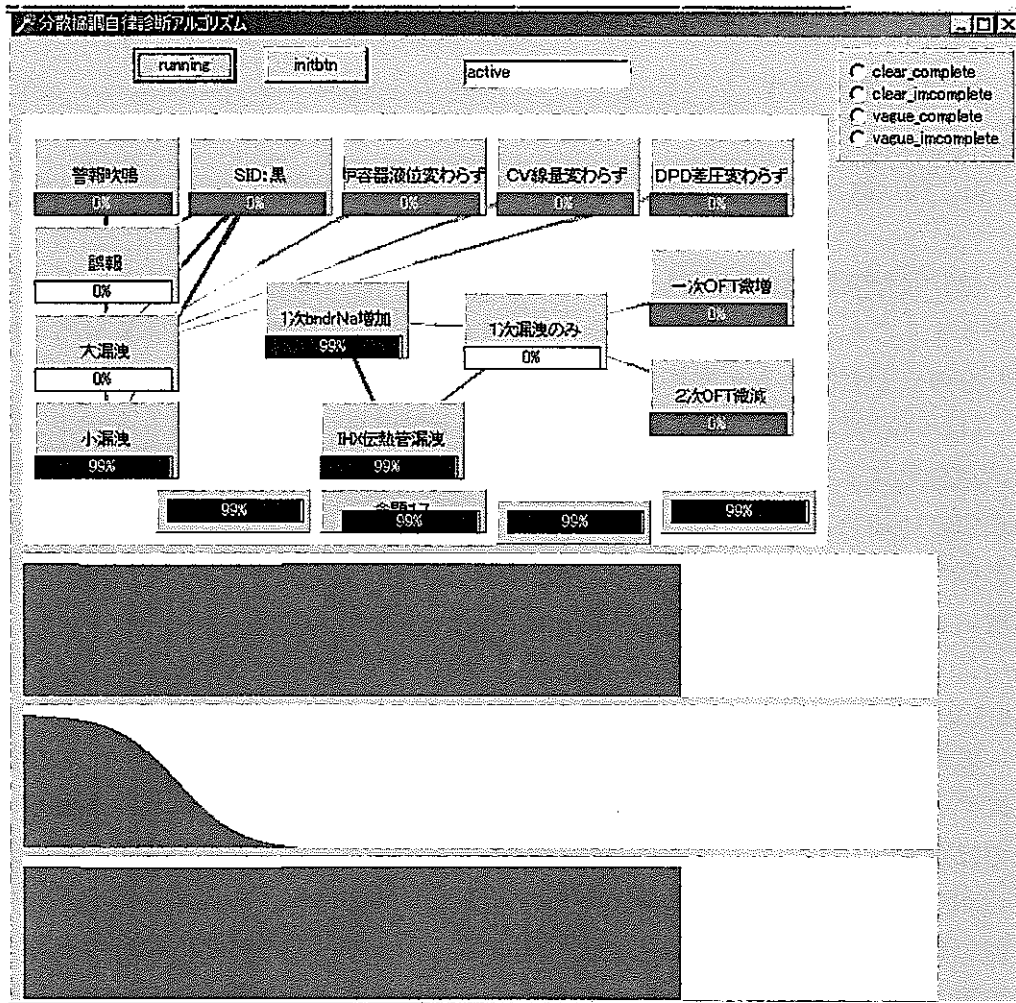 分散協調自律診断アルゴリズム
running
initbtn
active
clear_complete
clear_imcomplete
vague_complete
vague_imcomplete
警報吹鳴
SID:黒
炉容器液位変わらず
CV線量変わらず
DPD差圧変わらず
0%
0%
0%
0%
0%
誤報
0%
一次OFT微増
0%
1次bndrNa増加
99%
1次漏洩のみ
0%
大漏洩
0%
2次OFT微減
0%
小漏洩
99%
IHX伝熱管漏洩
99%
99%
99%
99%
99%